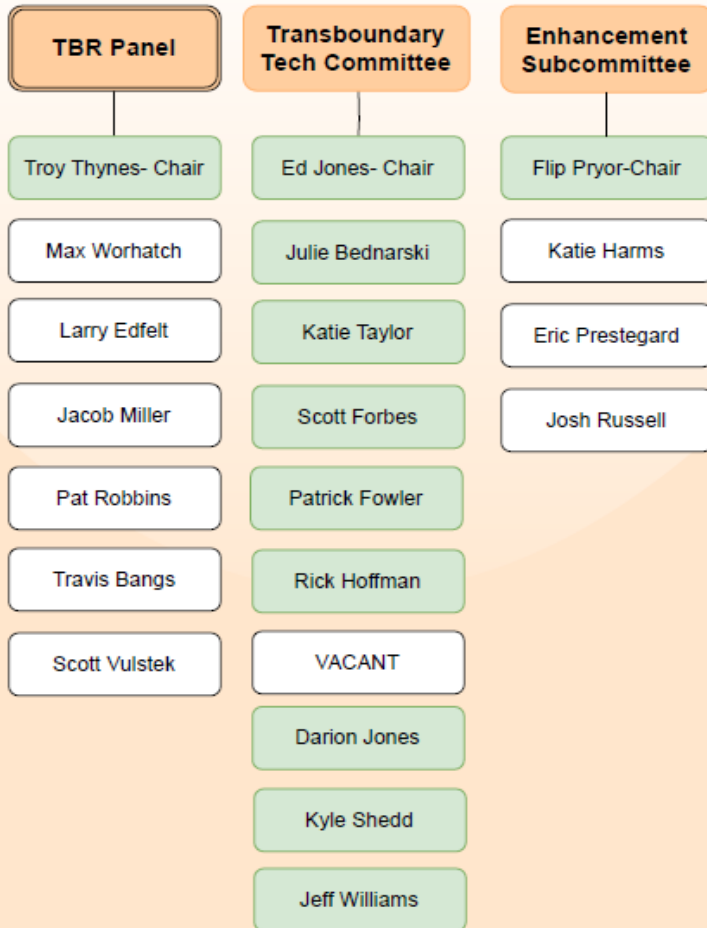 TBR Panel
Troy Thynes- Chair
Max Worhatch
Larry Edfelt
Jacob Miller
Pat Robbins
Travis Bangs
Scott Vulstek
Transboundary
Tech Committee
Ed Jones- Chair
Julie Bednarski
Katie Taylor
Scott Forbes
Patrick Fowler
Rick Hoffman
VACANT
Darion Jones
Kyle Shedd
Jeff Williams
Enhancement
Subcommittee
Flip Pryor-Chair
Katie Harms
Eric Prestegard
Josh Russell